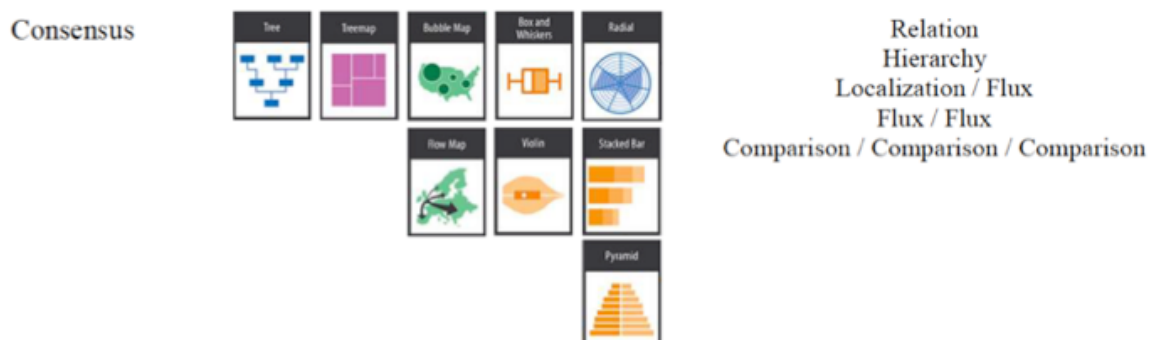 Consensus
Tree
Treemap
Bubble Map
Box and
Whiskers
Radial
Flow Map
Violin
Stacked Bar
Pyramid
Relation
Hierarchy
Localization / Flux
Flux / Flux
Comparison / Comparison / Comparison